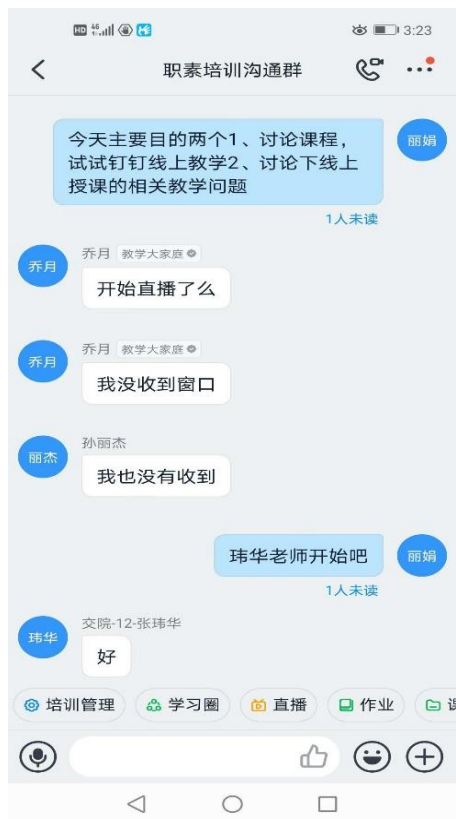 HD 46 3:23
职素培训沟通群
今天主要目的两个1、讨论课程，
试试钉钉线上教学2、讨论下线上
授课的相关教学问题
丽娟
1人未读
乔月 教学大家庭
乔月
开始直播了么
乔月 教学大家庭
乔月
我没收到窗口
孙丽杰
丽杰
我也没有收到
玮华老师开始吧
丽娟
1人未读
交院-12-张玮华
玮华
好
培训管理 学习圈 直播 作业